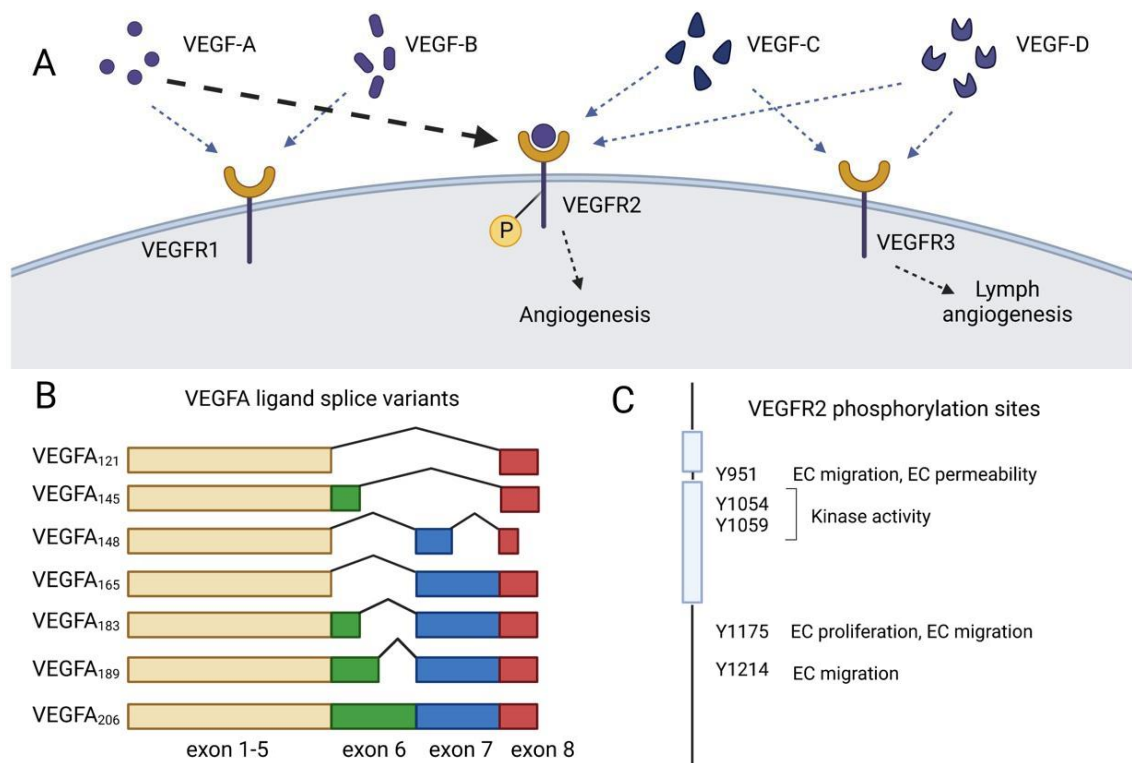 A
VEGF-A
VEGF-B
VEGF-C
VEGF-D
VEGFR1
VEGFR2
VEGFR3
P
Angiogenesis
Lymph
angiogenesis
B
VEGFA ligand splice variants
VEGFA₁₂₁
VEGFA₁₄₅
VEGFA₁₄₈
VEGFA₁₆₅
VEGFA₁₈₃
VEGFA₁₈₉
VEGFA₂₀₆
exon 1-5 exon 6 exon 7 exon 8
C
VEGFR2 phosphorylation sites
Y951 EC migration, EC permeability
Y1054
Y1059
Kinase activity
Y1175 EC proliferation, EC migration
Y1214 EC migration